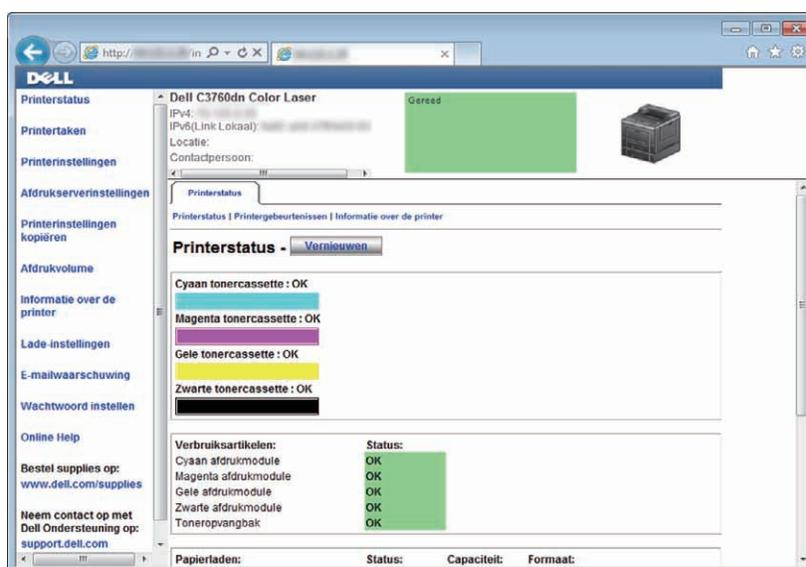 http:// /in
DELL
Printerstatus
Printertaken
Printerinstellingen
Afdrukserverinstellingen
Printerinstellingen
kopiëren
Afdrukvolume
Informatie over de
printer
Lade-instellingen
E-mailwaarschuwing
Wachtwoord instellen
Online Help
Bestel supplies op:
www.dell.com/supplies
Neem contact op met
Dell Ondersteuning op:
support.dell.com
Dell C3760dn Color Laser
IPv4:
IPv6(Link Lokaal):
Locatie:
Contactpersoon:
Gereed
Printerstatus
Printerstatus | Printergebeurtenissen | Informatie over de printer
Printerstatus - Vernieuwen
Cyaan tonercassette : OK
Magenta tonercassette : OK
Gele tonercassette : OK
Zwarte tonercassette : OK
Verbruiksartikelen: Status:
Cyaan afdrukmodule OK
Magenta afdrukmodule OK
Gele afdrukmodule OK
Zwarte afdrukmodule OK
Toneropvangbak OK
Papierladen: Status: Capaciteit: Formaat: